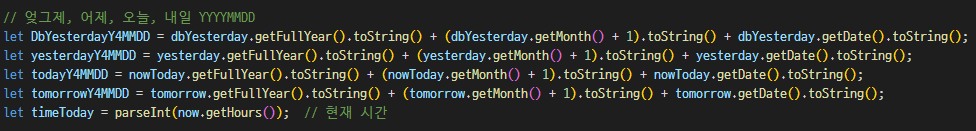 // 엊그제, 어제, 오늘, 내일 YYYYMMDD
let DbYesterdayY4MMDD = dbYesterday.getFullYear().toString() + (dbYesterday.getMonth() + 1).toString() + dbYesterday.getDate().toString();
let yesterdayY4MMDD = yesterday.getFullYear().toString() + (yesterday.getMonth() + 1).toString() + yesterday.getDate().toString();
let todayY4MMDD = nowToday.getFullYear().toString() + (nowToday.getMonth() + 1).toString() + nowToday.getDate().toString();
let tomorrowY4MMDD = tomorrow.getFullYear().toString() + (tomorrow.getMonth() + 1).toString() + tomorrow.getDate().toString();
let timeToday = parseInt(now.getHours());  // 현재 시간